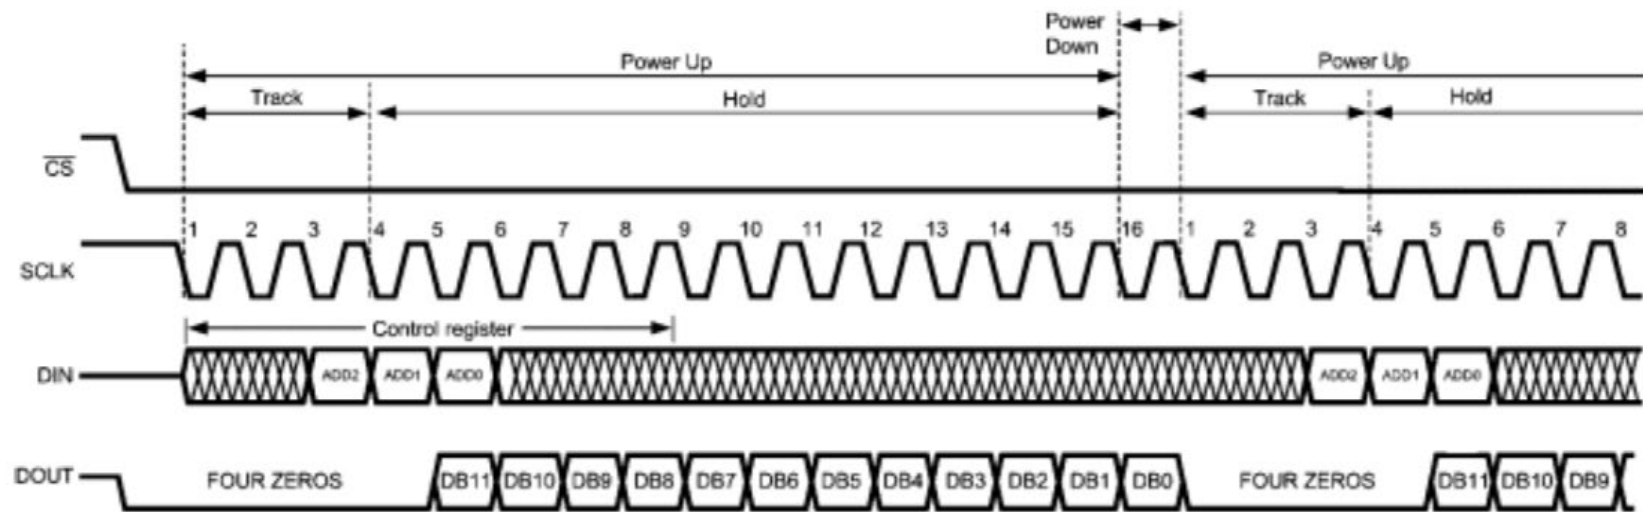 Power Down
Power Up Power Up
Track Hold Track Hold
CS
1 2 3 4 5 6 7 8 9 10 11 12 13 14 15 16 1 2 3 4 5 6 7 8
SCLK
Control register
DIN ADD2 ADD1 ADD0 ADD2 ADD1 ADD0
DOUT FOUR ZEROS DB11 DB10 DB9 DB8 DB7 DB6 DB5 DB4 DB3 DB2 DB1 DB0 FOUR ZEROS DB11 DB10 DB9